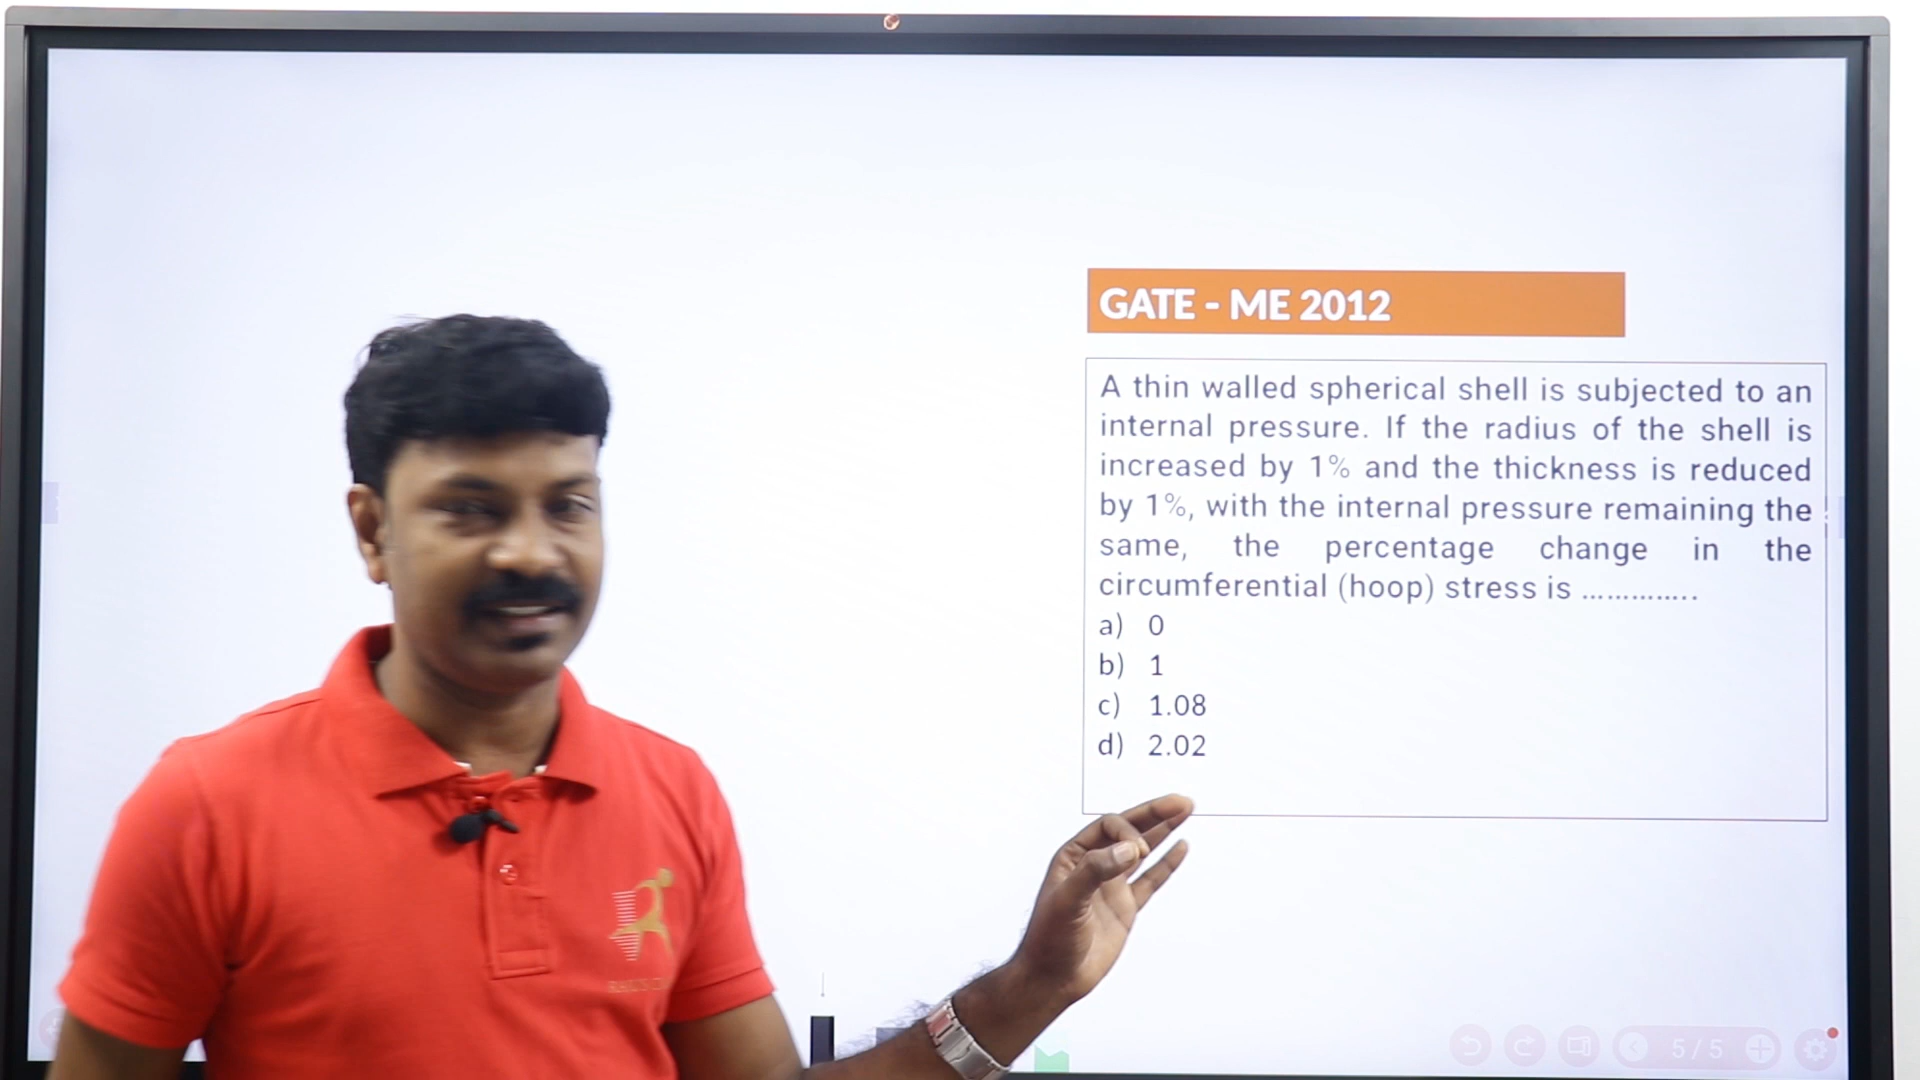 GATE - ME 2012
A thin walled spherical shell is subjected to an
internal pressure. If the radius of the shell is
increased by 1% and the thickness is reduced
by 1%, with the internal pressure remaining the
same, the percentage change in the
circumferential (hoop) stress is ..............
a) 0
b) 1
c) 1.08
d) 2.02
5/5